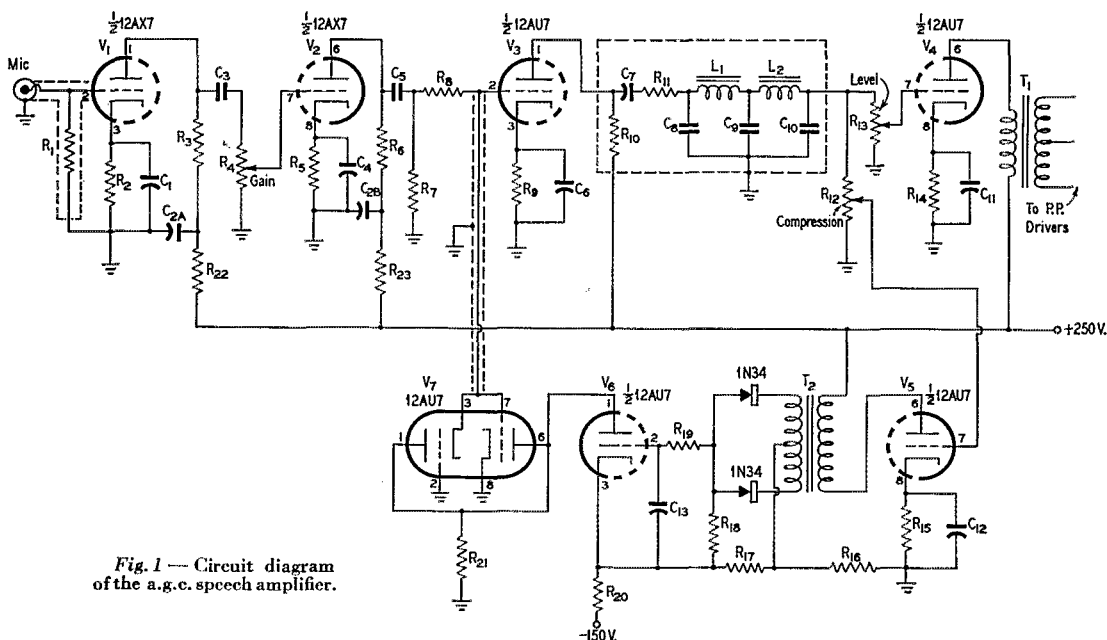 ½12AX7
½12AX7
½12AU7
½12AU7
Mic
V1
1
2
3
R1
R2
C1
C2A
R3
C3
R4
Gain
R22
V2
6
7
8
R5
C4
C2B
R6
C5
R7
R8
R23
V3
1
2
3
R9
C6
R10
C7
R11
L1
L2
C8
C9
C10
Level
R13
R12
Compression
V4
6
7
8
R14
C11
T1
To P.P.
Drivers
+250V.
V7
12AU7
3
7
1
6
2
8
R21
V6
½12AU7
1
2
3
R19
C13
R20
-150V.
1N34
1N34
R18
R17
T2
R16
V5
½12AU7
6
7
8
R15
C12
Fig. 1 — Circuit diagram
of the a.g.c. speech amplifier.